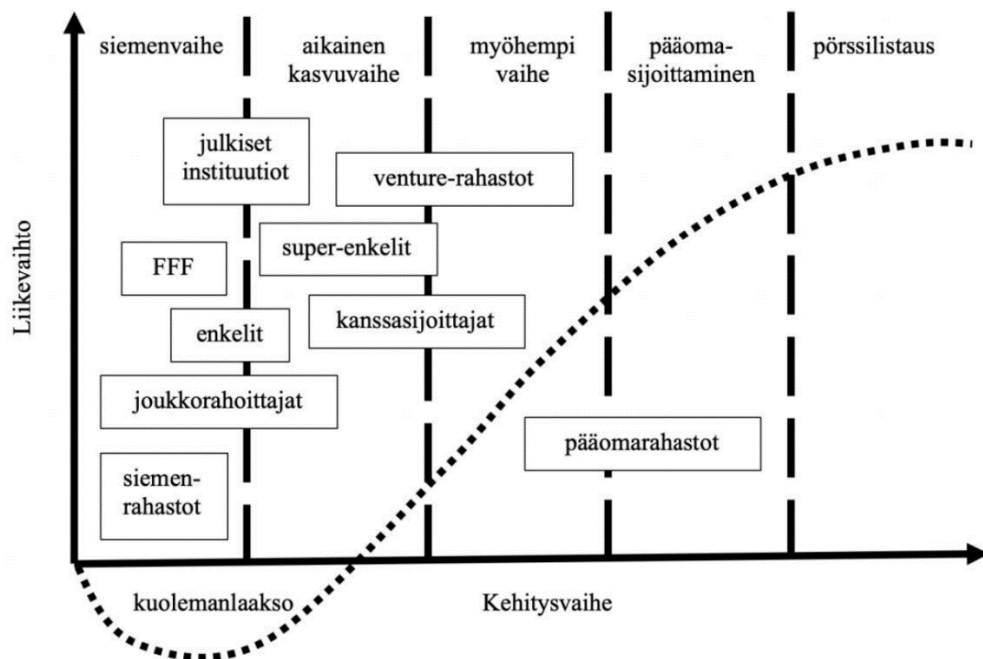 siemenvaihe
aikainen
kasvuvaihe
myöhempi
vaihe
pääoma-
sijoittaminen
pörssilistaus
julkiset
instituutiot
venture-rahastot
super-enkelit
FFF
kanssasijoittajat
enkelit
joukkorahoittajat
pääomarahastot
siemen-
rahastot
Liikevaihto
kuolemanlaakso
Kehitysvaihe